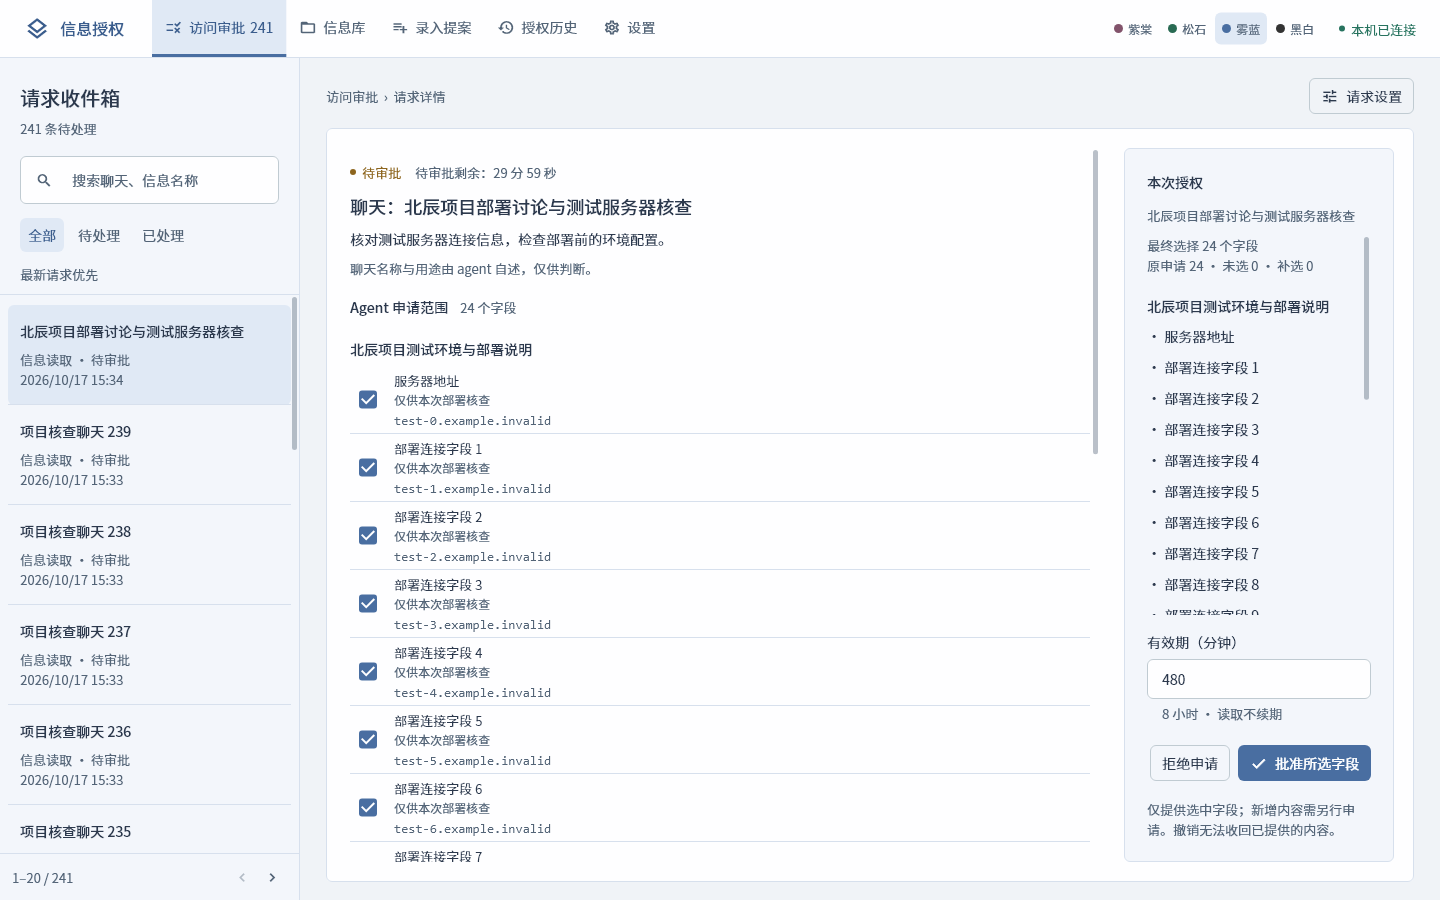 信息授权
访问审批 241
信息库
录入提案
授权历史
设置
紫棠
松石
雾蓝
黑白
本机已连接
请求收件箱
241 条待处理
搜索聊天、信息名称
全部
待处理
已处理
最新请求优先
北辰项目部署讨论与测试服务器核查
信息读取 · 待审批
2026/10/17 15:34
项目核查聊天 239
信息读取 · 待审批
2026/10/17 15:33
项目核查聊天 238
信息读取 · 待审批
2026/10/17 15:33
项目核查聊天 237
信息读取 · 待审批
2026/10/17 15:33
项目核查聊天 236
信息读取 · 待审批
2026/10/17 15:33
项目核查聊天 235
1–20 / 241
访问审批 › 请求详情
请求设置
待审批 待审批剩余：29 分 59 秒
聊天：北辰项目部署讨论与测试服务器核查
核对测试服务器连接信息，检查部署前的环境配置。
聊天名称与用途由 agent 自述，仅供判断。
Agent 申请范围 24 个字段
北辰项目测试环境与部署说明
服务器地址
仅供本次部署核查
test-0.example.invalid
部署连接字段 1
仅供本次部署核查
test-1.example.invalid
部署连接字段 2
仅供本次部署核查
test-2.example.invalid
部署连接字段 3
仅供本次部署核查
test-3.example.invalid
部署连接字段 4
仅供本次部署核查
test-4.example.invalid
部署连接字段 5
仅供本次部署核查
test-5.example.invalid
部署连接字段 6
仅供本次部署核查
test-6.example.invalid
部署连接字段 7
本次授权
北辰项目部署讨论与测试服务器核查
最终选择 24 个字段
原申请 24 · 未选 0 · 补选 0
北辰项目测试环境与部署说明
· 服务器地址
· 部署连接字段 1
· 部署连接字段 2
· 部署连接字段 3
· 部署连接字段 4
· 部署连接字段 5
· 部署连接字段 6
· 部署连接字段 7
· 部署连接字段 8
· 部署连接字段 9
有效期（分钟）
480
8 小时 · 读取不续期
拒绝申请
批准所选字段
仅提供选中字段；新增内容需另行申
请。撤销无法收回已提供的内容。